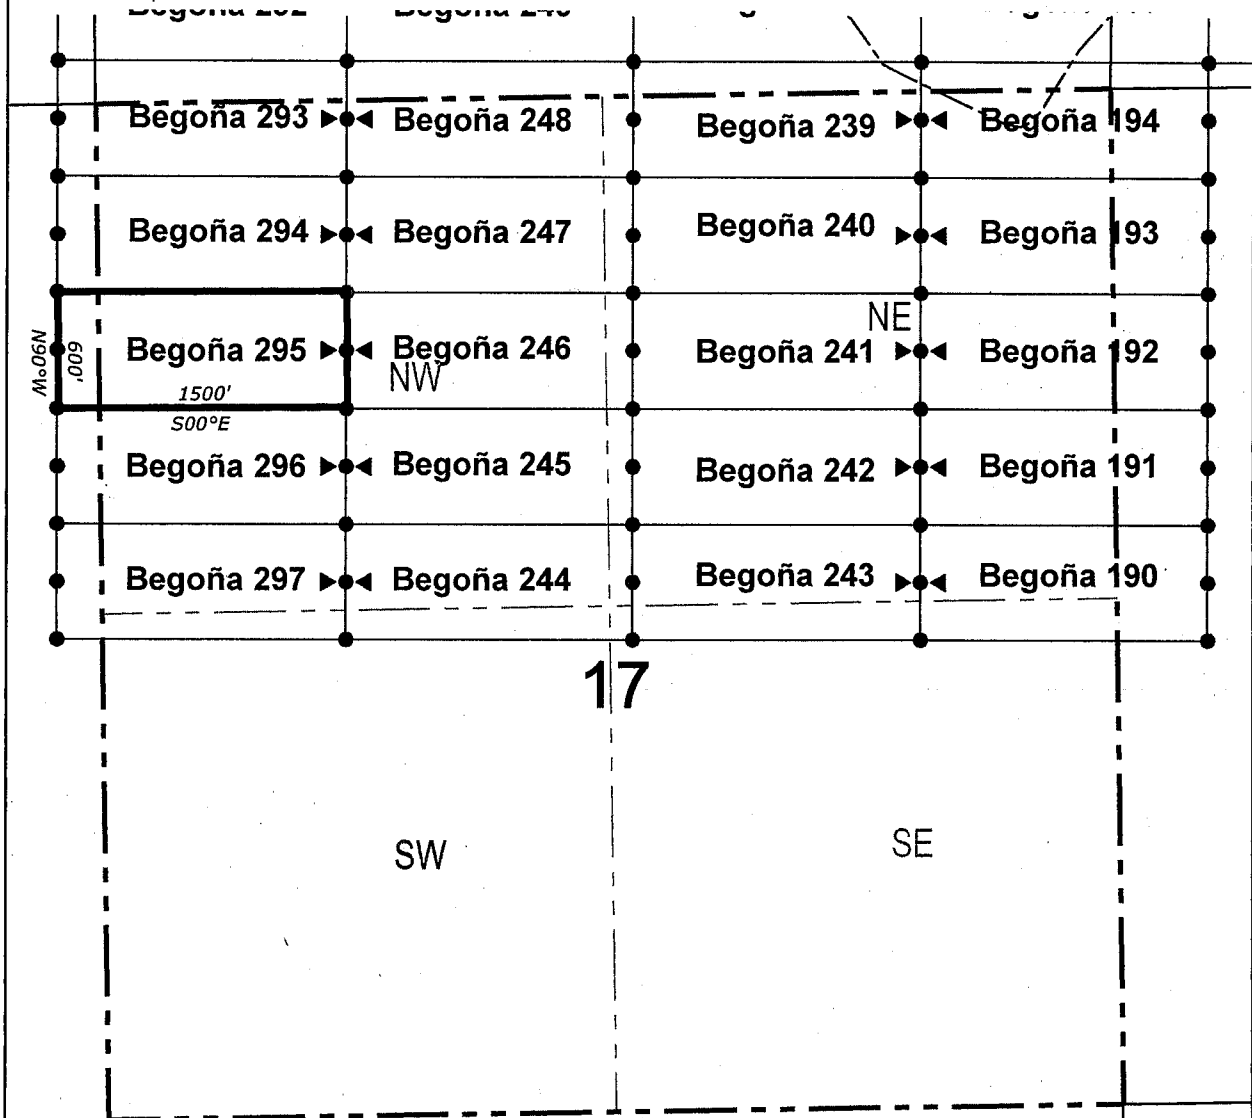 Begoña 293 Begoña 248 Begoña 239 Begoña 194
Begoña 294 Begoña 247 Begoña 240 Begoña 193
NE
Begoña 295 Begoña 246 Begoña 241 Begoña 192
N90°W
600'
NW
1500'
S00°E
Begoña 296 Begoña 245 Begoña 242 Begoña 191
Begoña 297 Begoña 244 Begoña 243 Begoña 190
17
SW SE